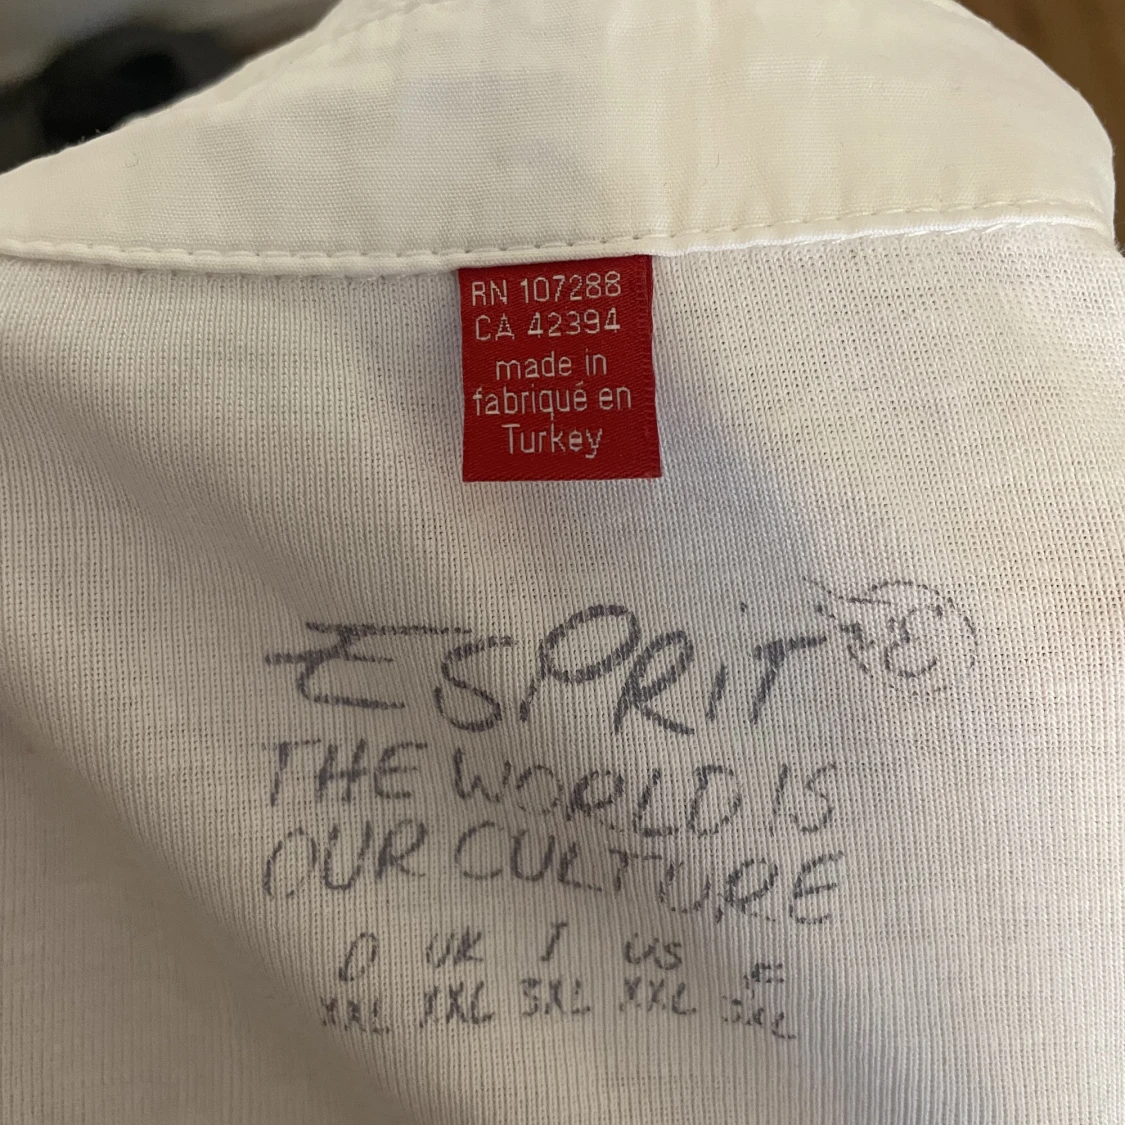 RN 107288
CA 42394
made in
fabriqué en
Turkey
ESPRiT E
THE WORLD IS
OUR CULTURE
D UK I US E
XXL XXL 3XL XXL 3XL